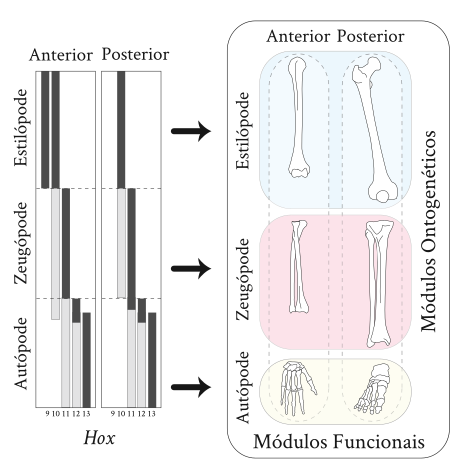 Anterior Posterior
Estilópode
Zeugópode
Autópode
9 10 11 12 13
9 10 11 12 13
Hox
Anterior Posterior
Estilópode
Zeugópode
Autópode
Módulos Ontogenéticos
Módulos Funcionais